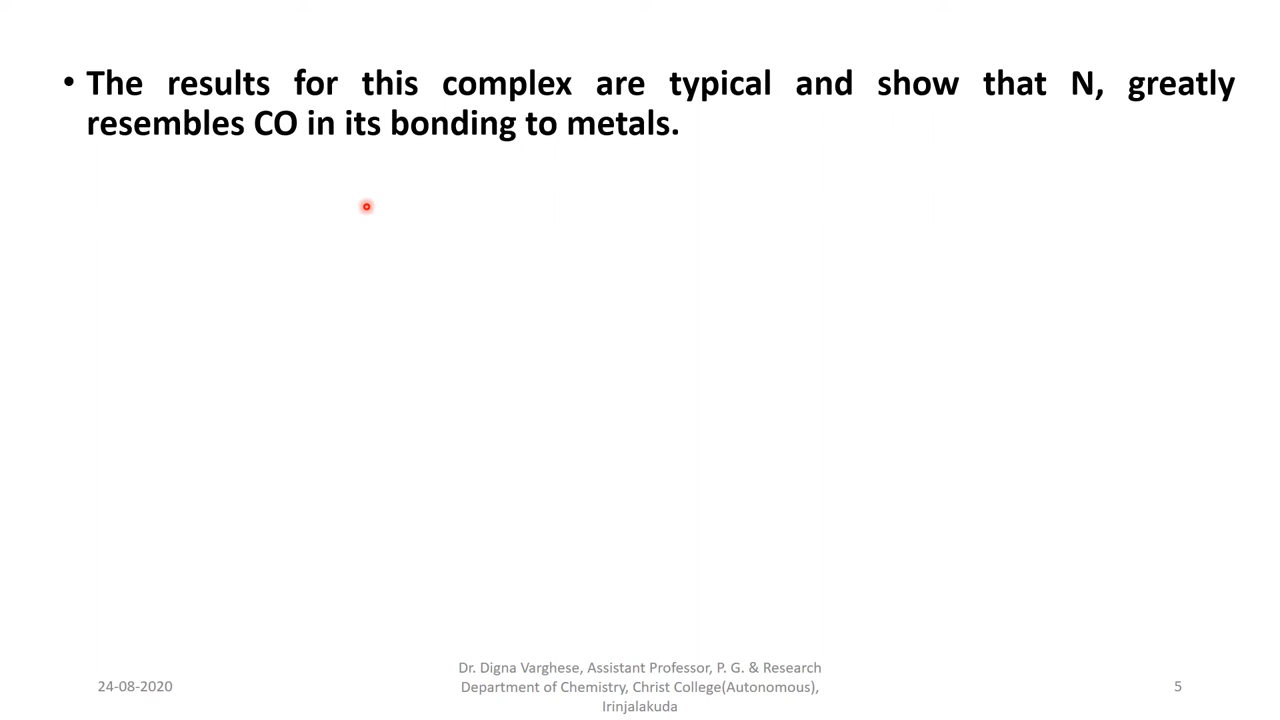 • The results for this complex are typical and show that N, greatly
resembles CO in its bonding to metals.
24-08-2020
Dr. Digna Varghese, Assistant Professor, P. G. & Research
Department of Chemistry, Christ College(Autonomous),
Irinjalakuda
5